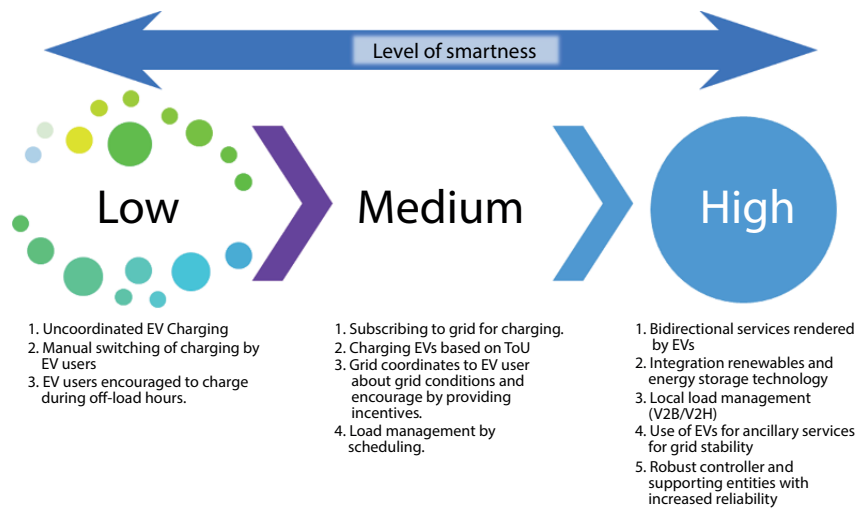 Level of smartness
Low
Medium
High
1. Uncoordinated EV Charging
2. Manual switching of charging by
EV users
3. EV users encouraged to charge
during off-load hours.
1. Subscribing to grid for charging.
2. Charging EVs based on ToU
3. Grid coordinates to EV user
about grid conditions and
encourage by providing
incentives.
4. Load management by
scheduling.
1. Bidirectional services rendered
by EVs
2. Integration renewables and
energy storage technology
3. Local load management
(V2B/V2H)
4. Use of EVs for ancillary services
for grid stability
5. Robust controller and
supporting entities with
increased reliability